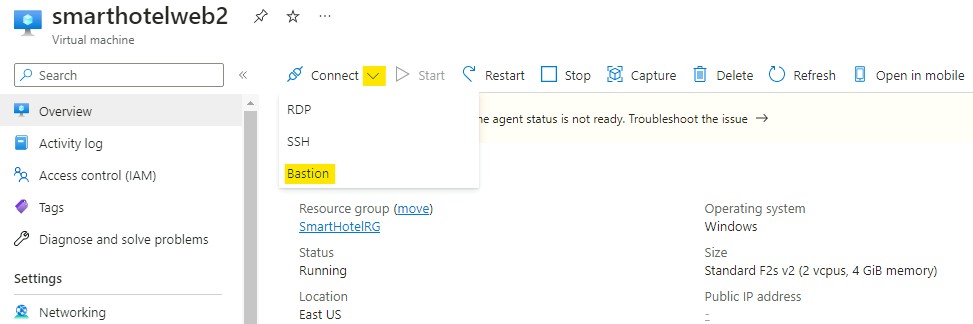 smarthotelweb2
Virtual machine
Search
Connect Start Restart Stop Capture Delete Refresh Open in mobile
Overview
RDP
agent status is not ready. Troubleshoot the issue
Activity log
SSH
Access control (IAM)
Bastion
Tags
Resource group (move)
Operating system
SmartHotelRG
Windows
Diagnose and solve problems
Status
Size
Running
Standard F2s v2 (2 vcpus, 4 GiB memory)
Settings
Location
Public IP address
Networking
East US
-